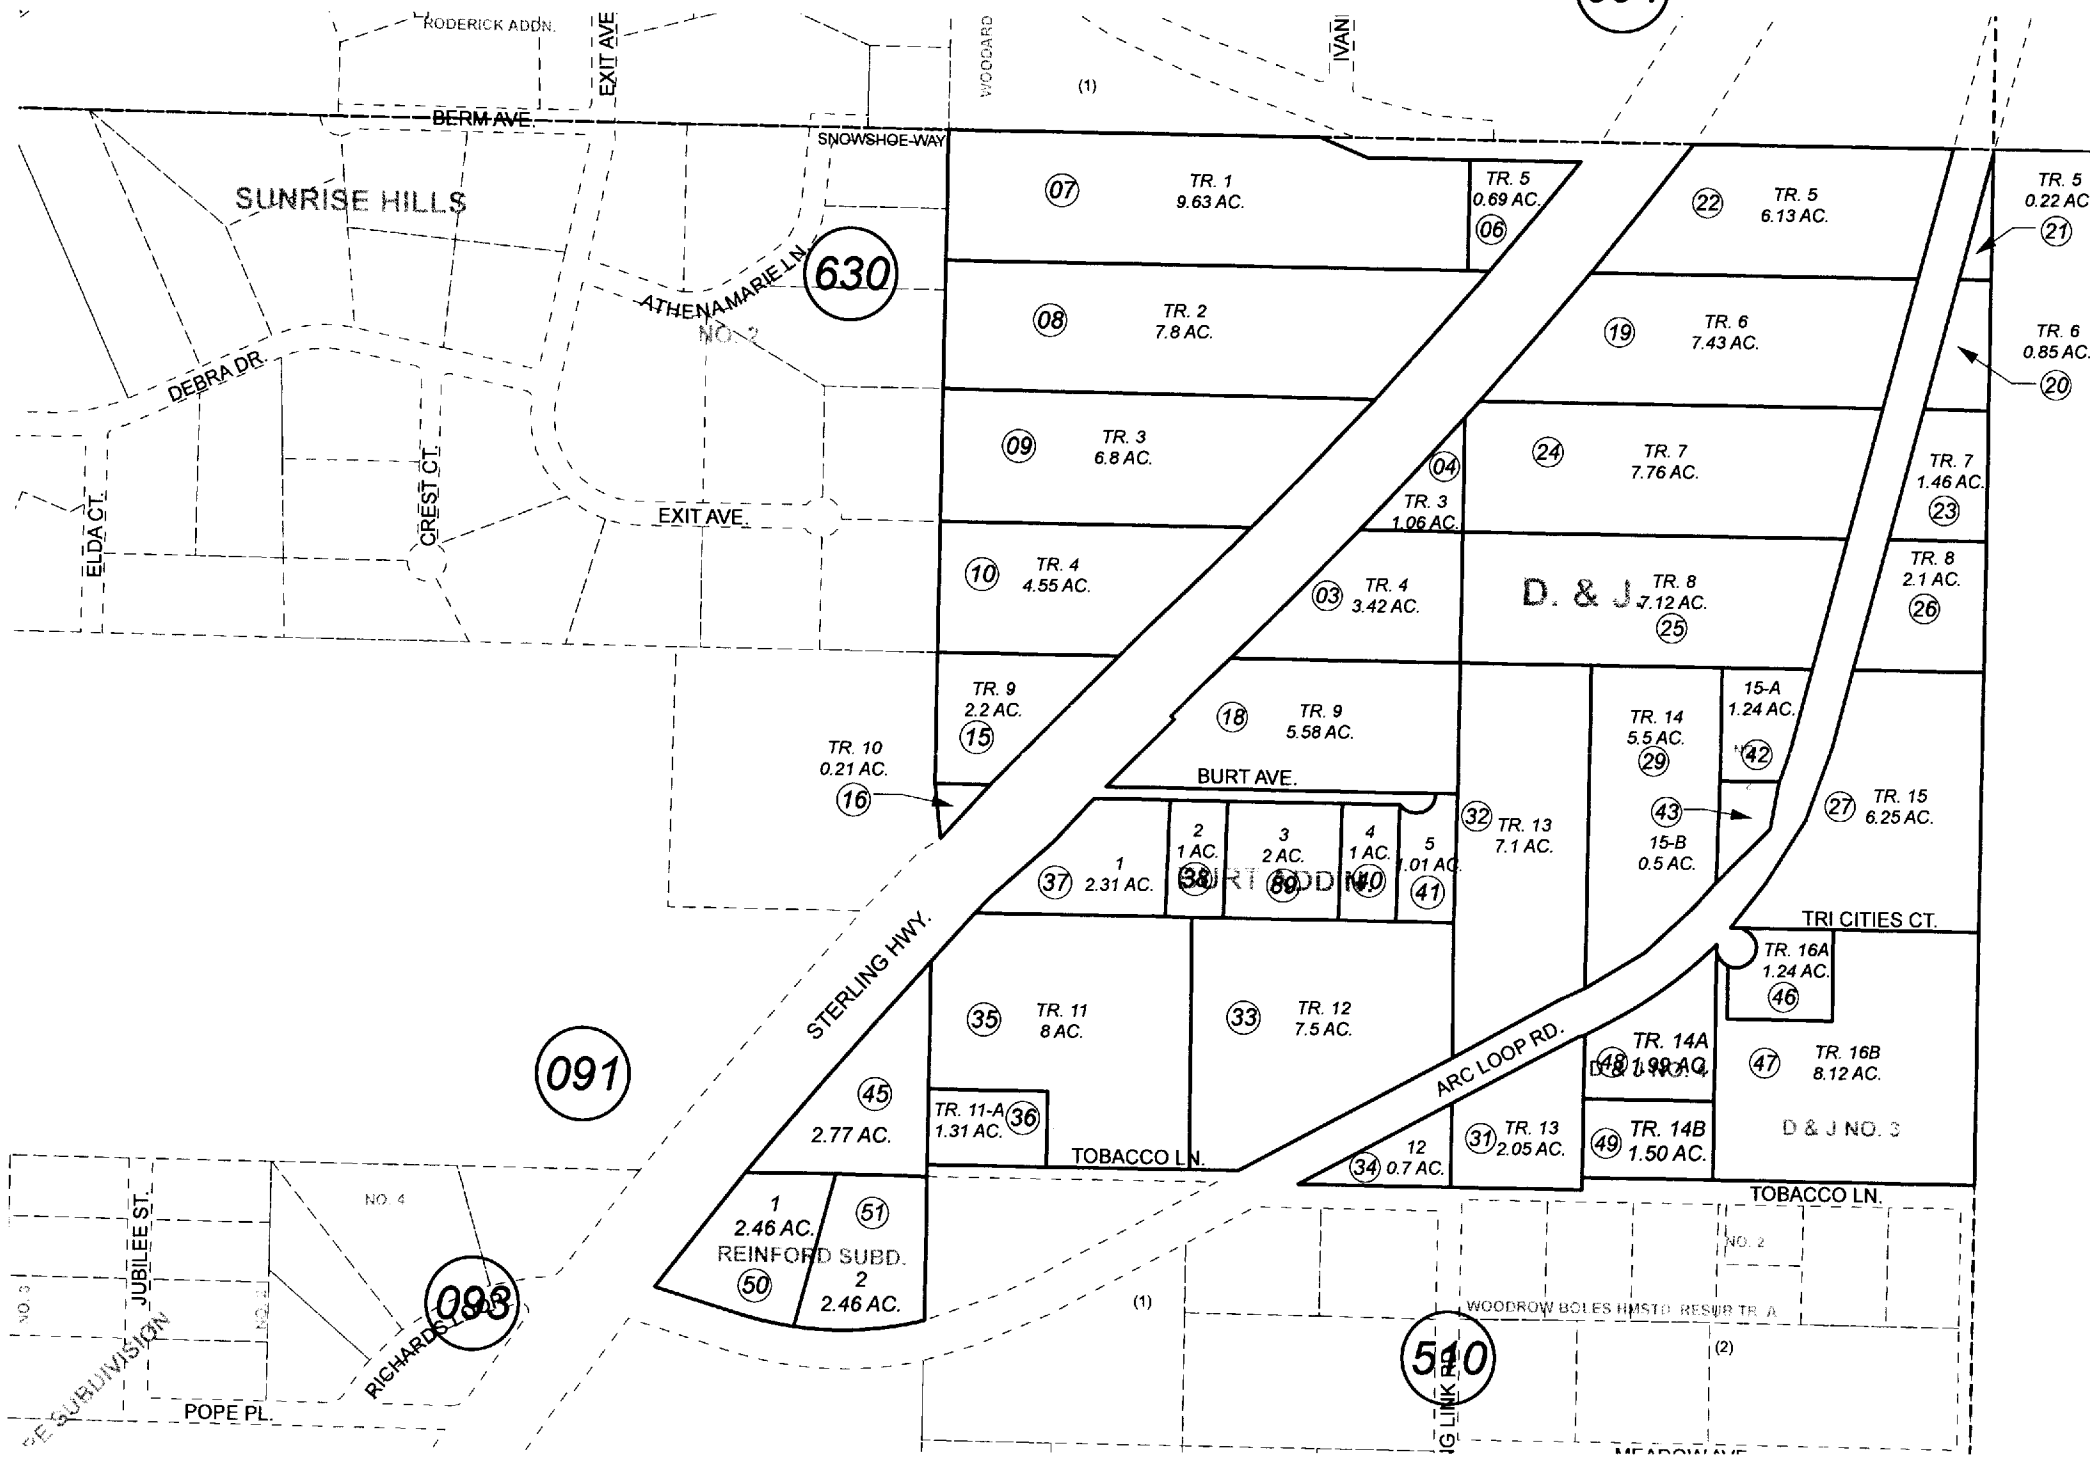 RODERICK ADDN.
EXIT AVE
WOODARD
(1)
IVAN
BERM AVE.
SNOWSHOE WAY
SUNRISE HILLS
630
ATHENA MARIE LN.
NO. 2
DEBRA DR.
CREST CT.
ELDA CT.
EXIT AVE.
07
TR. 1
9.63 AC.
TR. 5
0.69 AC.
06
22
TR. 5
6.13 AC.
TR. 5
0.22 AC
21
08
TR. 2
7.8 AC.
19
TR. 6
7.43 AC.
TR. 6
0.85 AC.
20
09
TR. 3
6.8 AC.
04
TR. 3
1.06 AC.
24
TR. 7
7.76 AC.
TR. 7
1.46 AC.
23
10
TR. 4
4.55 AC.
03
TR. 4
3.42 AC.
D. & J.
TR. 8
7.12 AC.
25
TR. 8
2.1 AC.
26
TR. 9
2.2 AC.
15
TR. 10
0.21 AC.
16
18
TR. 9
5.58 AC.
BURT AVE.
32
TR. 13
7.1 AC.
TR. 14
5.5 AC.
29
15-A
1.24 AC.
42
43
15-B
0.5 AC.
27
TR. 15
6.25 AC.
37
1
2.31 AC.
2
1 AC.
38
3
2 AC.
39
4
1 AC.
40
5
1.01 AC
41
BURT ADDN.
STERLING HWY.
TRI CITIES CT.
TR. 16A
1.24 AC.
46
35
TR. 11
8 AC.
33
TR. 12
7.5 AC.
ARC LOOP RD.
TR. 14A
48
1.99 AC.
D & J NO. 4
47
TR. 16B
8.12 AC.
091
45
2.77 AC.
TR. 11-A
1.31 AC.
36
TOBACCO LN.
12
34
0.7 AC.
31
TR. 13
2.05 AC.
49
TR. 14B
1.50 AC.
D & J NO. 3
TOBACCO LN.
1
2.46 AC.
51
REINFORD SUBD.
50
2
2.46 AC.
NO. 4
JUBILEE ST.
NO. 3
093
POPE PL.
(1)
NO. 2
WOODROW BOLES HMSTD. RESUB TR. A
510
(2)
NG LINK RD.
MEADOW AVE